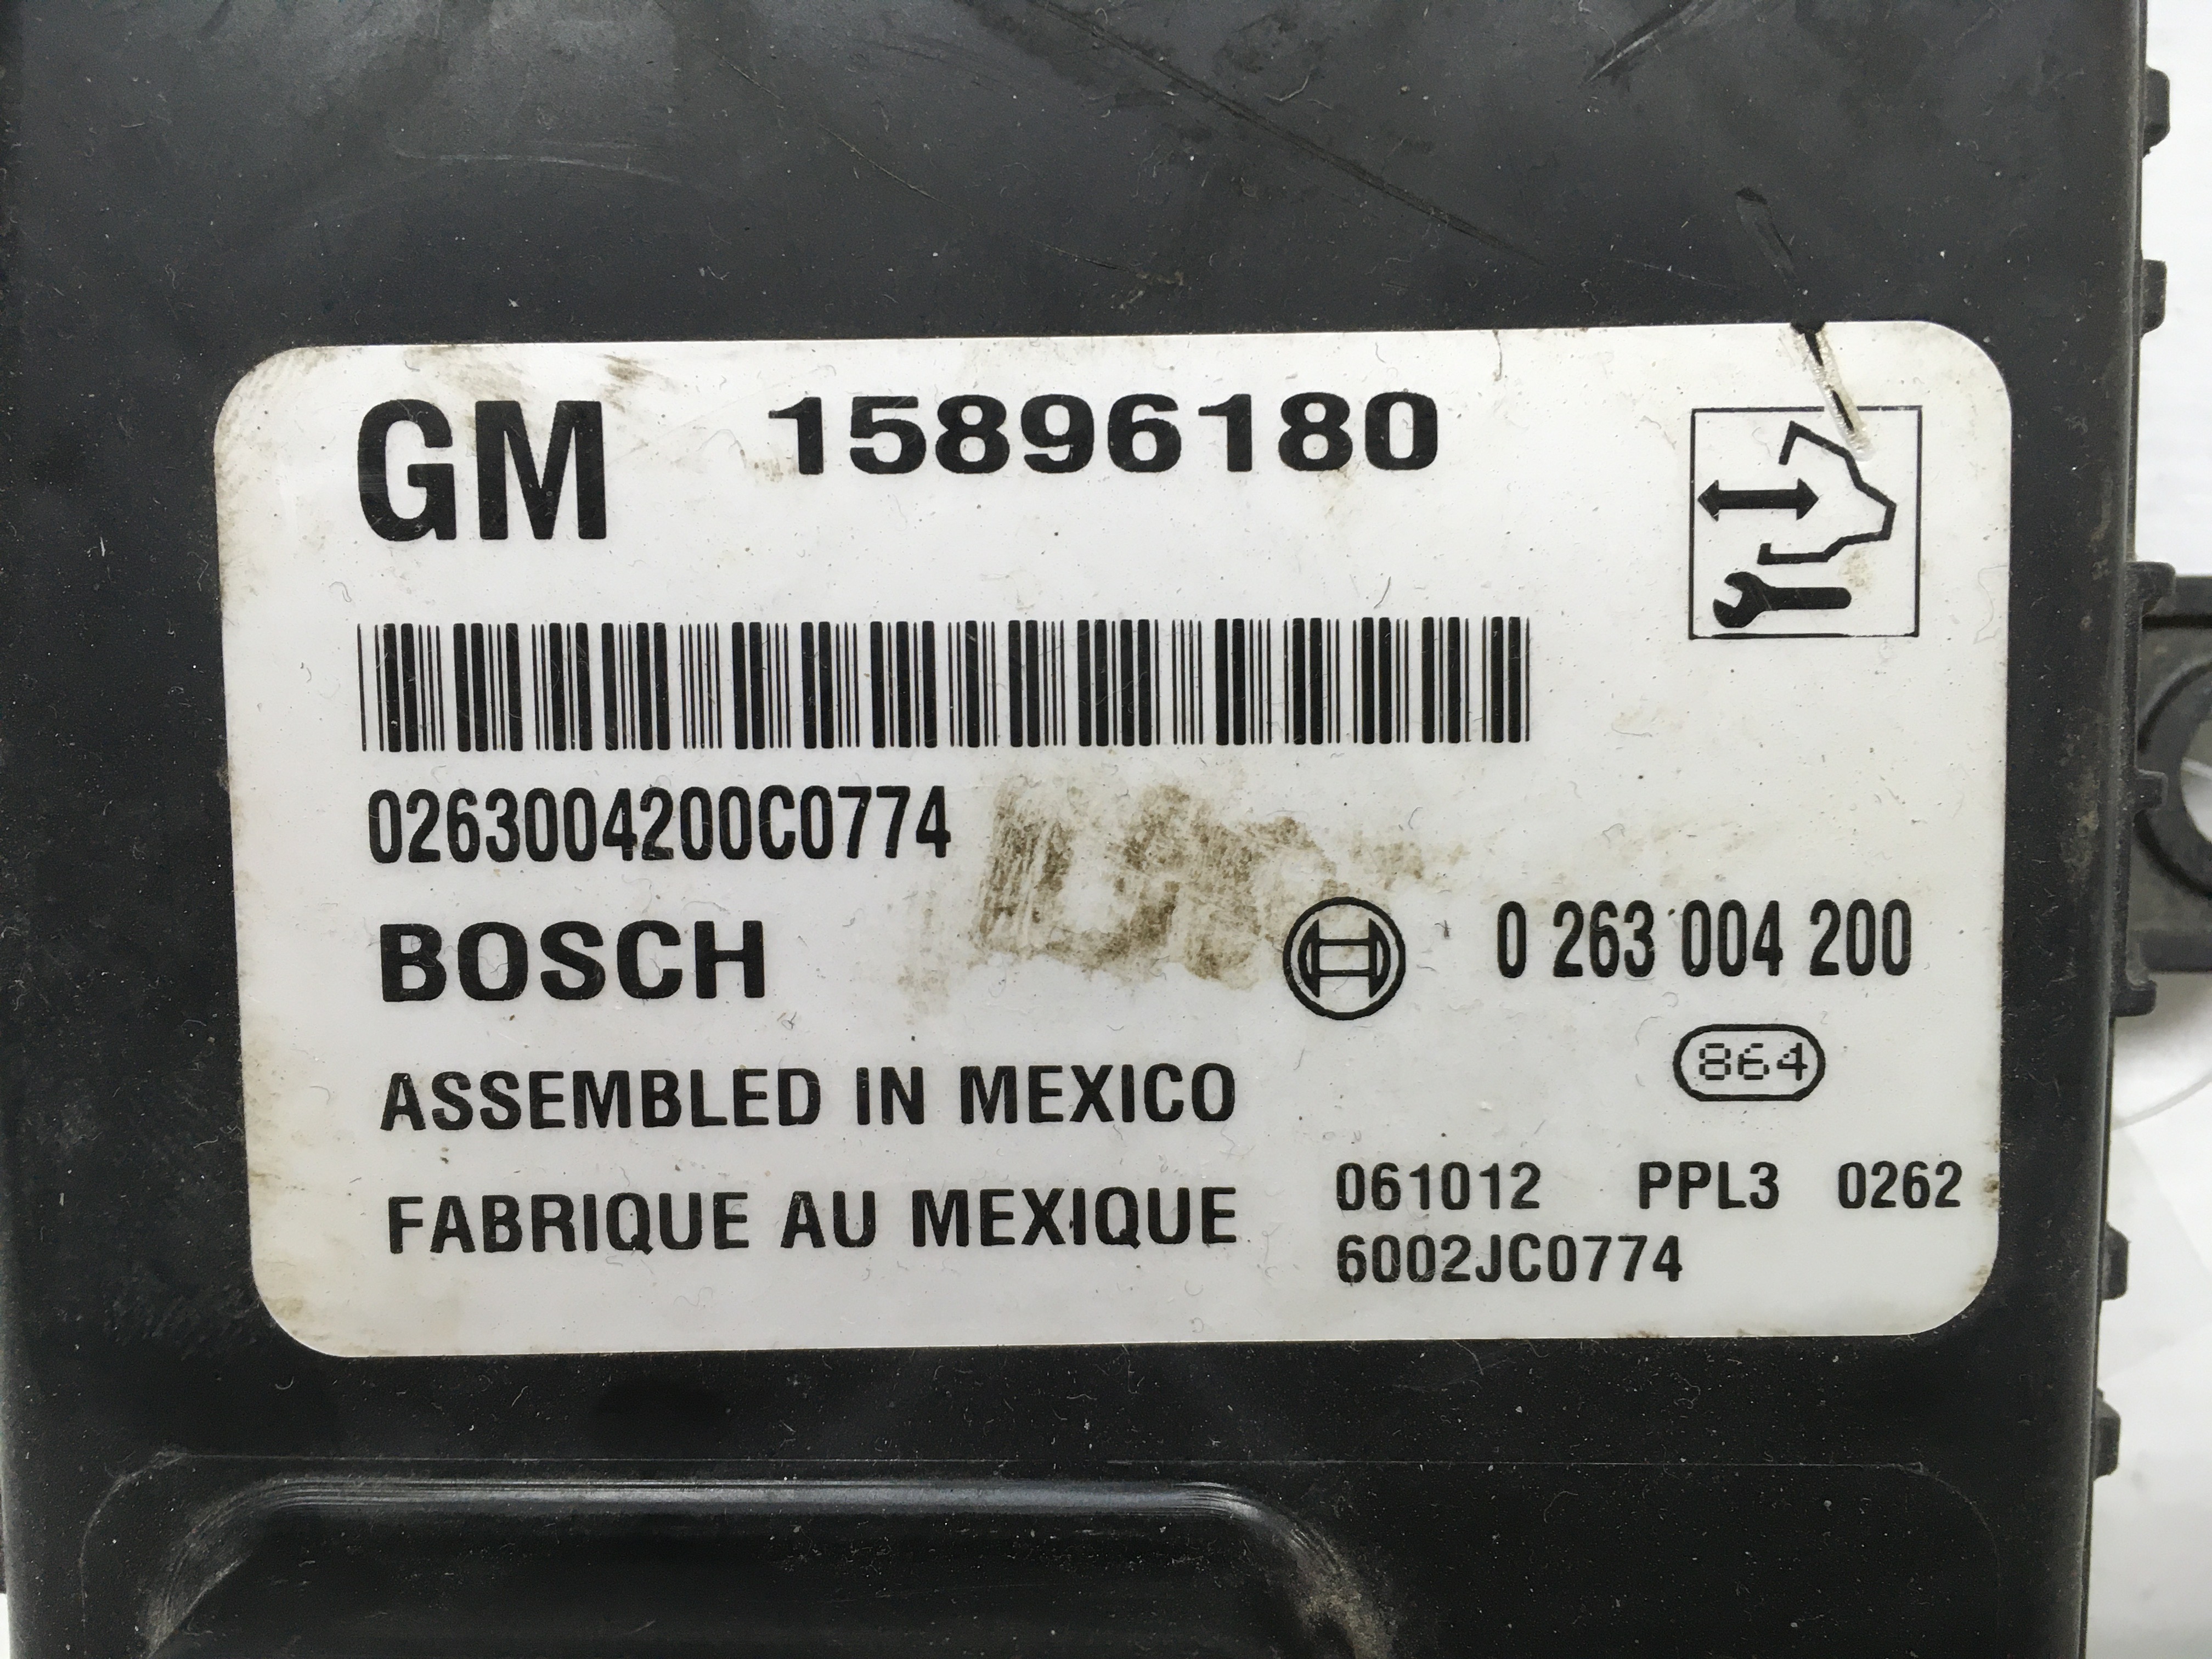 GM 15896180
0263004200C0774
BOSCH 0 263 004 200
864
ASSEMBLED IN MEXICO
FABRIQUE AU MEXIQUE
061012 PPL3 0262
6002JC0774